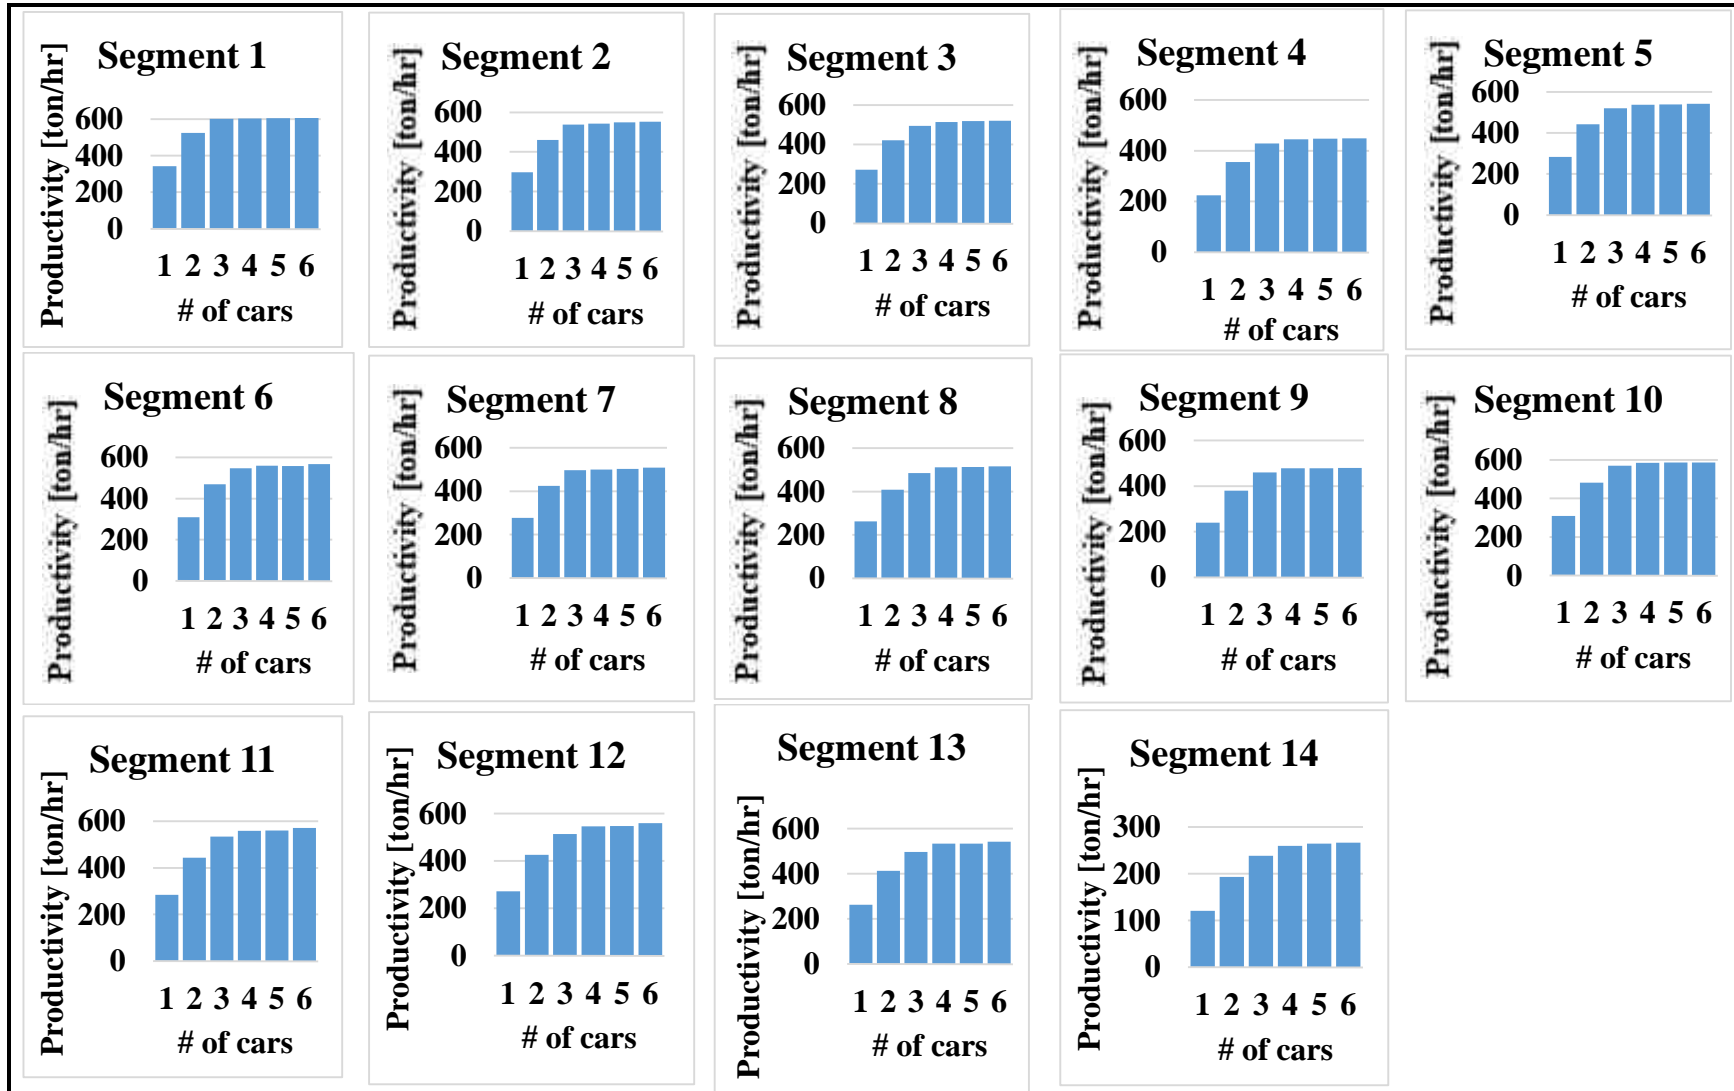 Segment 1
Productivity [ton/hr]
600
400
200
0
1 2 3 4 5 6
# of cars
Segment 2
Productivity [ton/hr]
600
400
200
0
1 2 3 4 5 6
# of cars
Segment 3
Productivity [ton/hr]
600
400
200
0
1 2 3 4 5 6
# of cars
Segment 4
Productivity [ton/hr]
600
400
200
0
1 2 3 4 5 6
# of cars
Segment 5
Productivity [ton/hr]
600
400
200
0
1 2 3 4 5 6
# of cars
Segment 6
Productivity [ton/hr]
600
400
200
0
1 2 3 4 5 6
# of cars
Segment 7
Productivity [ton/hr]
600
400
200
0
1 2 3 4 5 6
# of cars
Segment 8
Productivity [ton/hr]
600
400
200
0
1 2 3 4 5 6
# of cars
Segment 9
Productivity [ton/hr]
600
400
200
0
1 2 3 4 5 6
# of cars
Segment 10
Productivity [ton/hr]
600
400
200
0
1 2 3 4 5 6
# of cars
Segment 11
Productivity [ton/hr]
600
400
200
0
1 2 3 4 5 6
# of cars
Segment 12
Productivity [ton/hr]
600
400
200
0
1 2 3 4 5 6
# of cars
Segment 13
Productivity [ton/hr]
600
400
200
0
1 2 3 4 5 6
# of cars
Segment 14
Productivity [ton/hr]
300
200
100
0
1 2 3 4 5 6
# of cars